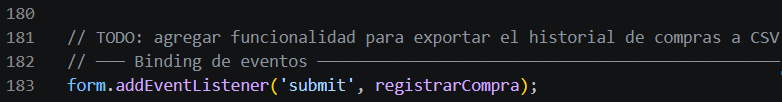 180
181 // TODO: agregar funcionalidad para exportar el historial de compras a CSV
182 // ─── Binding de eventos ──────────────────────────────────────────────
183 form.addEventListener('submit', registrarCompra);